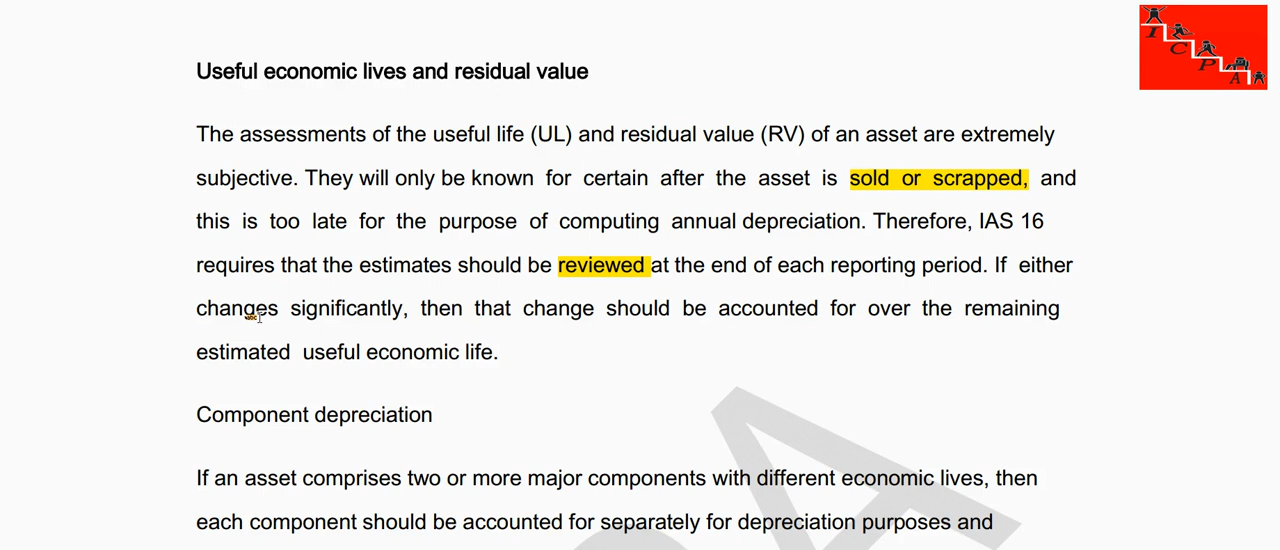 I
C
P
A
Useful economic lives and residual value
The assessments of the useful life (UL) and residual value (RV) of an asset are extremely
subjective. They will only be known for certain after the asset is sold or scrapped, and
this is too late for the purpose of computing annual depreciation. Therefore, IAS 16
requires that the estimates should be reviewed at the end of each reporting period. If either
changes significantly, then that change should be accounted for over the remaining
estimated useful economic life.
Component depreciation
If an asset comprises two or more major components with different economic lives, then
each component should be accounted for separately for depreciation purposes and